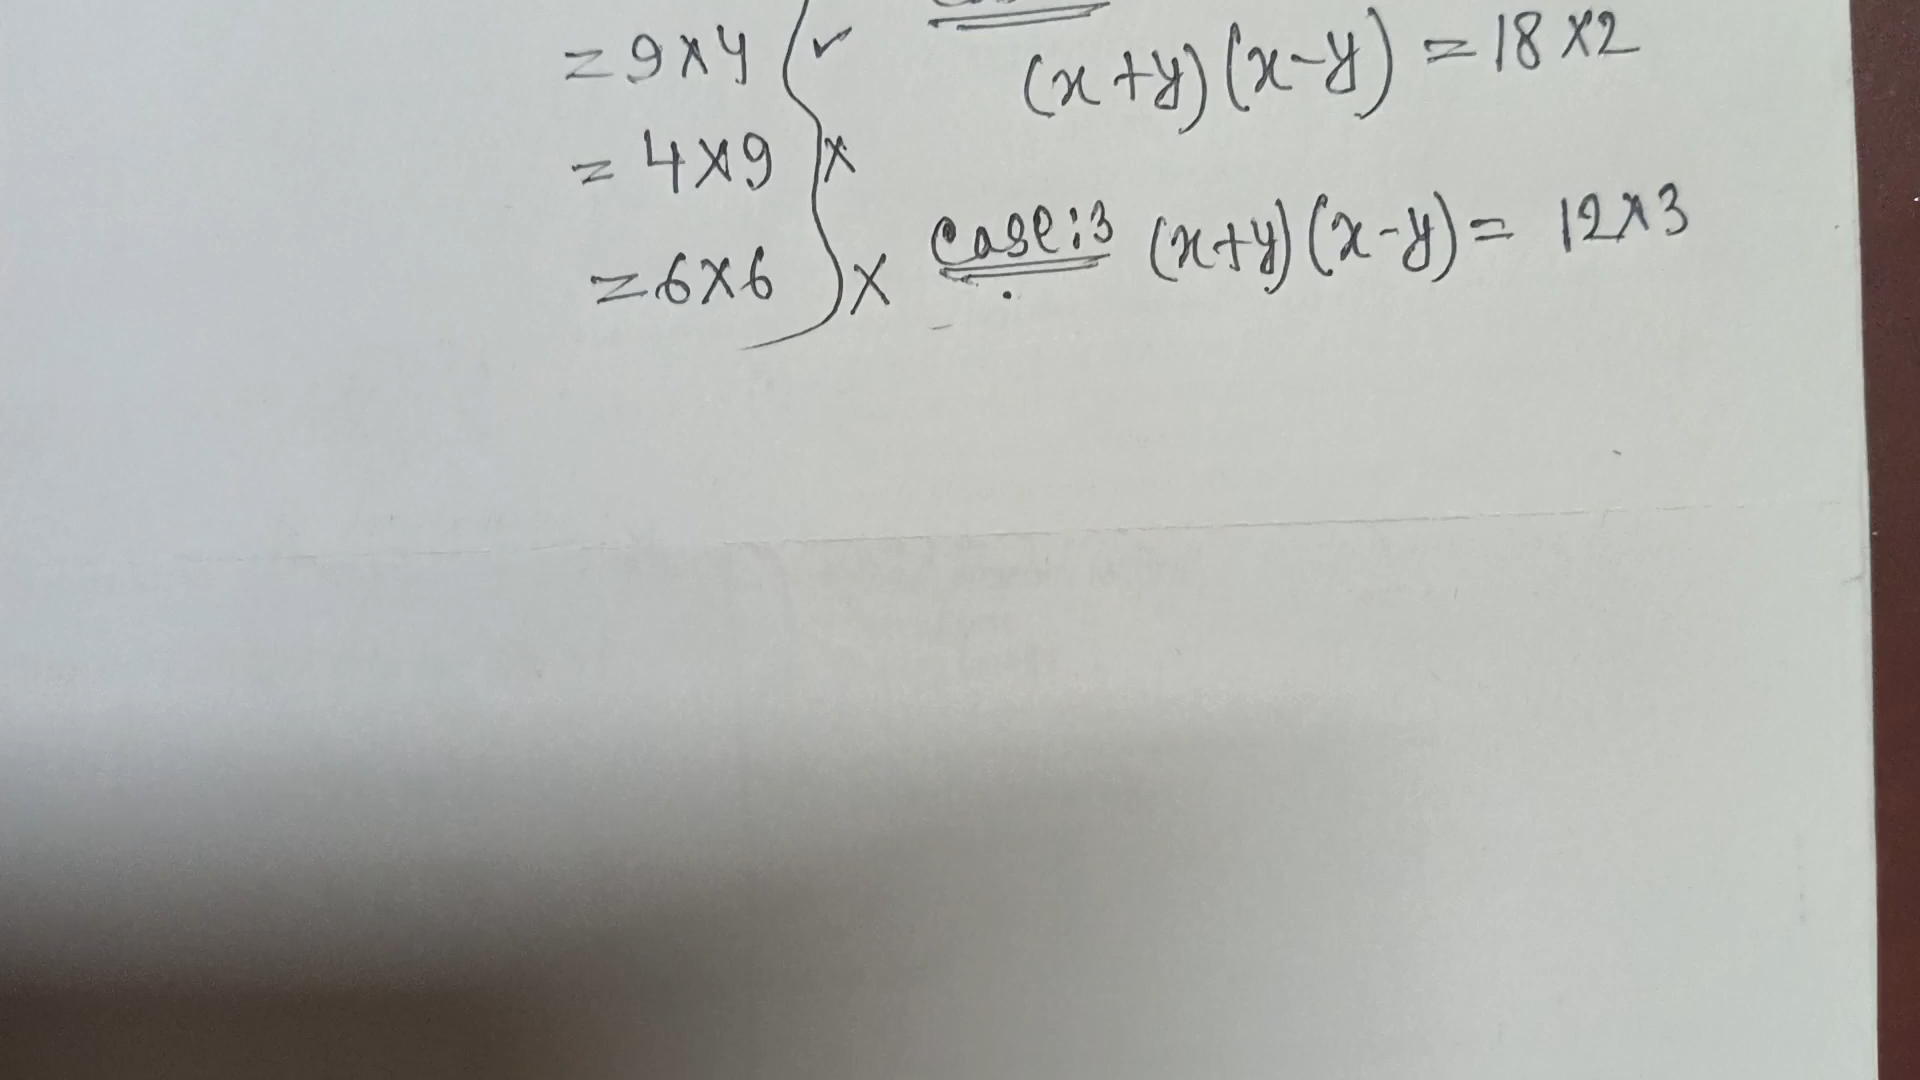 = 9 × 4 ✓
(x+y)(x-y) = 18 × 2
= 4 × 9 ×
Case:3 (x+y)(x-y) = 12 × 3
= 6 × 6 ×